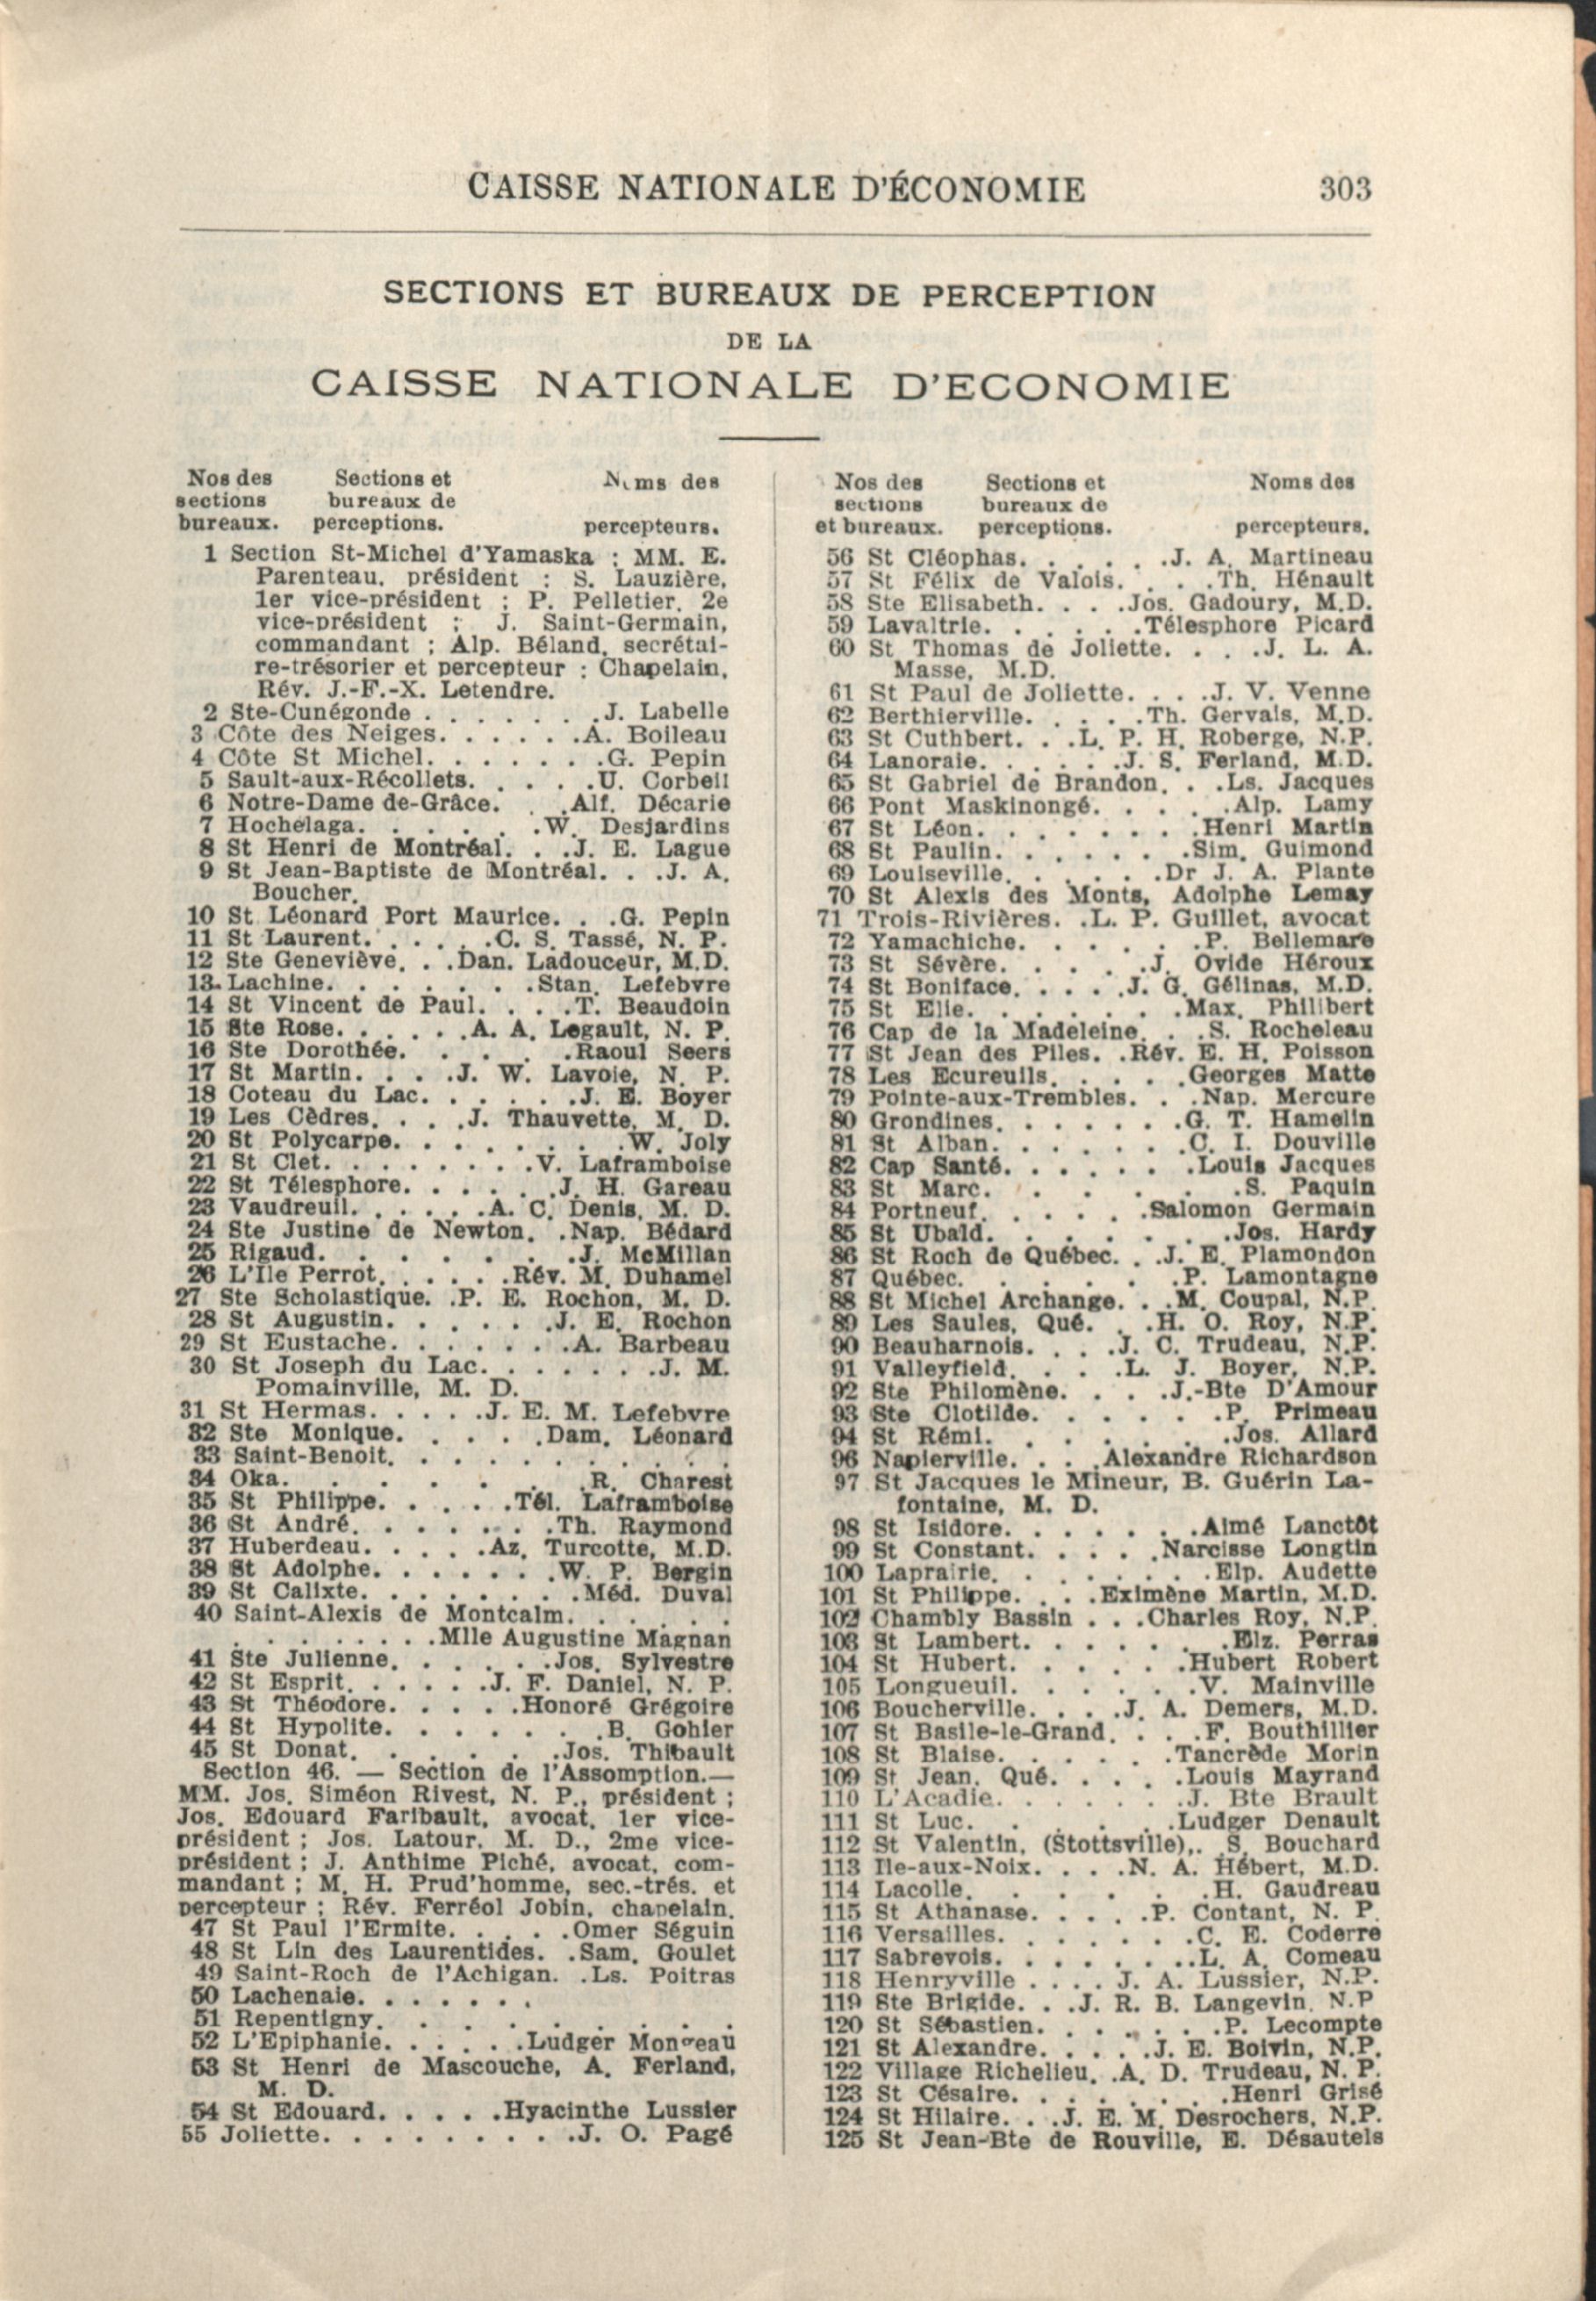 CAISSE NATIONALE D'ÉCONOMIE 303
SECTIONS ET BUREAUX DE PERCEPTION
DE LA
CAISSE NATIONALE D'ECONOMIE
Nos des Sections et Noms des
sections bureaux de
bureaux. perceptions. percepteurs.
1 Section St-Michel d'Yamaska : MM. E.
Parenteau, président : S. Lauzière,
1er vice-président : P. Pelletier, 2e
vice-président ; J. Saint-Germain,
commandant ; Alp. Béland, secrétai-
re-trésorier et percepteur : Chapelain,
Rév. J.-F.-X. Letendre.
2 Ste-Cunégonde . . . . . . . .J. Labelle
3 Côte des Neiges. . . . . . .A. Boileau
4 Côte St Michel. . . . . . . .G. Pepin
5 Sault-aux-Récollets. . . . . .U. Corbeil
6 Notre-Dame de-Grâce. . .Alf. Décarie
7 Hochelaga. . . . . . .W. Desjardins
8 St Henri de Montréal. . .J. E. Lague
9 St Jean-Baptiste de Montréal. . .J. A.
Boucher.
10 St Léonard Port Maurice. . .G. Pepin
11 St Laurent. . . . . .C. S. Tassé, N. P.
12 Ste Geneviève. . .Dan. Ladouceur, M.D.
13 Lachine. . . . . . . .Stan. Lefebvre
14 St Vincent de Paul. . . .T. Beaudoin
15 Ste Rose. . . . . .A. A. Legault, N. P.
16 Ste Dorothée. . . . . .Raoul Seers
17 St Martin. . . .J. W. Lavoie, N. P.
18 Coteau du Lac. . . . . . .J. E. Boyer
19 Les Cèdres. . . .J. Thauvette, M. D.
20 St Polycarpe. . . . . . . . .W. Joly
21 St Clet. . . . . . . . .V. Laframboise
22 St Télesphore. . . . . .J. H. Gareau
23 Vaudreuil. . . . . .A. C. Denis, M. D.
24 Ste Justine de Newton. .Nap. Bédard
25 Rigaud. . . . . . . .J. McMillan
26 L'Ile Perrot. . . . . .Rév. M. Duhamel
27 Ste Scholastique. .P. E. Rochon, M. D.
28 St Augustin. . . . . . .J. E. Rochon
29 St Eustache. . . . . . . .A. Barbeau
30 St Joseph du Lac. . . . . . .J. M.
Pomainville, M. D.
31 St Hermas. . . . .J. E. M. Lefebvre
32 Ste Monique. . . . .Dam. Léonard
33 Saint-Benoit. . . . . . . . . .
34 Oka. . . . . . . .R. Charest
35 St Philippe. . . . .Tél. Laframboise
36 St André. . . . . . . .Th. Raymond
37 Huberdeau. . . . .Az. Turcotte, M.D.
38 St Adolphe. . . . . . .W. P. Bergin
39 St Calixte. . . . . . . .Méd. Duval
40 Saint-Alexis de Montcalm. . . . . .
. . . . . . . . .Mlle Augustine Magnan
41 Ste Julienne. . . . . .Jos. Sylvestre
42 St Esprit. . . . . .J. F. Daniel, N. P.
43 St Théodore. . . . .Honoré Grégoire
44 St Hypolite. . . . . . . .B. Gohier
45 St Donat. . . . . . .Jos. Thibault
Section 46. — Section de l'Assomption.—
MM. Jos. Siméon Rivest, N. P., président ;
Jos. Edouard Faribault, avocat, 1er vice-
président ; Jos. Latour, M. D., 2me vice-
président ; J. Anthime Piché, avocat, com-
mandant ; M. H. Prud'homme, sec.-trés. et
percepteur ; Rév. Ferréol Jobin, chapelain.
47 St Paul l'Ermite. . . . .Omer Séguin
48 St Lin des Laurentides. .Sam. Goulet
49 Saint-Roch de l'Achigan. .Ls. Poitras
50 Lachenaie. . . . . . .
51 Repentigny. . . . . . . . .
52 L'Epiphanie. . . . . .Ludger Mongeau
53 St Henri de Mascouche, A. Ferland,
M. D.
54 St Edouard. . . . .Hyacinthe Lussier
55 Joliette. . . . . . . . . .J. O. Pagé
Nos des Sections et Noms des
sections bureaux de
et bureaux. perceptions. percepteurs.
56 St Cléophas. . . . . .J. A. Martineau
57 St Félix de Valois. . . .Th. Hénault
58 Ste Elisabeth. . . .Jos. Gadoury, M.D.
59 Lavaltrie. . . . . .Télesphore Picard
60 St Thomas de Joliette. . . .J. L. A.
Masse, M.D.
61 St Paul de Joliette. . . .J. V. Venne
62 Berthierville. . . . .Th. Gervais, M.D.
63 St Cuthbert. . .L. P. H. Roberge, N.P.
64 Lanoraie. . . . . .J. S. Ferland, M.D.
65 St Gabriel de Brandon. . .Ls. Jacques
66 Pont Maskinongé. . . . .Alp. Lamy
67 St Léon. . . . . . . .Henri Martin
68 St Paulin. . . . . . .Sim. Guimond
69 Louiseville. . . . . .Dr J. A. Plante
70 St Alexis des Monts, Adolphe Lemay
71 Trois-Rivières. .L. P. Guillet, avocat
72 Yamachiche. . . . . . .P. Bellemare
73 St Sévère. . . . .J. Ovide Héroux
74 St Boniface. . . . .J. G. Gélinas, M.D.
75 St Elie. . . . . . . .Max. Philibert
76 Cap de la Madeleine. . .S. Rocheleau
77 St Jean des Piles. .Rév. E. H. Poisson
78 Les Ecureuils. . . . .Georges Matte
79 Pointe-aux-Trembles. . .Nap. Mercure
80 Grondines. . . . . . .G. T. Hamelin
81 St Alban. . . . . . .C. I. Douville
82 Cap Santé. . . . . . .Louis Jacques
83 St Marc. . . . . . .S. Paquin
84 Portneuf. . . . . .Salomon Germain
85 St Ubald. . . . . . . .Jos. Hardy
86 St Roch de Québec. . .J. E. Plamondon
87 Québec. . . . . . .P. Lamontagne
88 St Michel Archange. . .M. Coupal, N.P.
89 Les Saules, Qué. . .H. O. Roy, N.P.
90 Beauharnois. . . .J. C. Trudeau, N.P.
91 Valleyfield. . . . .L. J. Boyer, N.P.
92 Ste Philomène. . . .J.-Bte D'Amour
93 Ste Clotilde. . . . . . .P. Primeau
94 St Rémi. . . . . . . .Jos. Allard
96 Napierville. . . .Alexandre Richardson
97 St Jacques le Mineur, B. Guérin La-
fontaine, M. D.
98 St Isidore. . . . . . .Aimé Lanctôt
99 St Constant. . . . .Narcisse Longtin
100 Laprairie. . . . . . . .Elp. Audette
101 St Philippe. . . .Eximène Martin, M.D.
102 Chambly Bassin . . .Charles Roy, N.P.
103 St Lambert. . . . . . .Elz. Perras
104 St Hubert. . . . . .Hubert Robert
105 Longueuil. . . . . . .V. Mainville
106 Boucherville. . . .J. A. Demers, M.D.
107 St Basile-le-Grand. . . .F. Bouthillier
108 St Blaise. . . . . .Tancrède Morin
109 St Jean, Qué. . . . .Louis Mayrand
110 L'Acadie. . . . . . .J. Bte Brault
111 St Luc. . . . . .Ludger Denault
112 St Valentin, (Stottsville),. S. Bouchard
113 Ile-aux-Noix. . . .N. A. Hébert, M.D.
114 Lacolle. . . . . . .H. Gaudreau
115 St Athanase. . . . .P. Contant, N. P.
116 Versailles. . . . . . . .C. E. Coderre
117 Sabrevois. . . . . . ..L. A. Comeau
118 Henryville . . . . J. A. Lussier, N.P.
119 Ste Brigide. . .J. R. B. Langevin, N.P
120 St Sébastien. . . . . . .P. Lecompte
121 St Alexandre. . . . .J. E. Boivin, N.P.
122 Village Richelieu. .A. D. Trudeau, N. P.
123 St Césaire. . . . . . . .Henri Grisé
124 St Hilaire. . .J. E. M. Desrochers, N.P.
125 St Jean-Bte de Rouville, E. Désautels